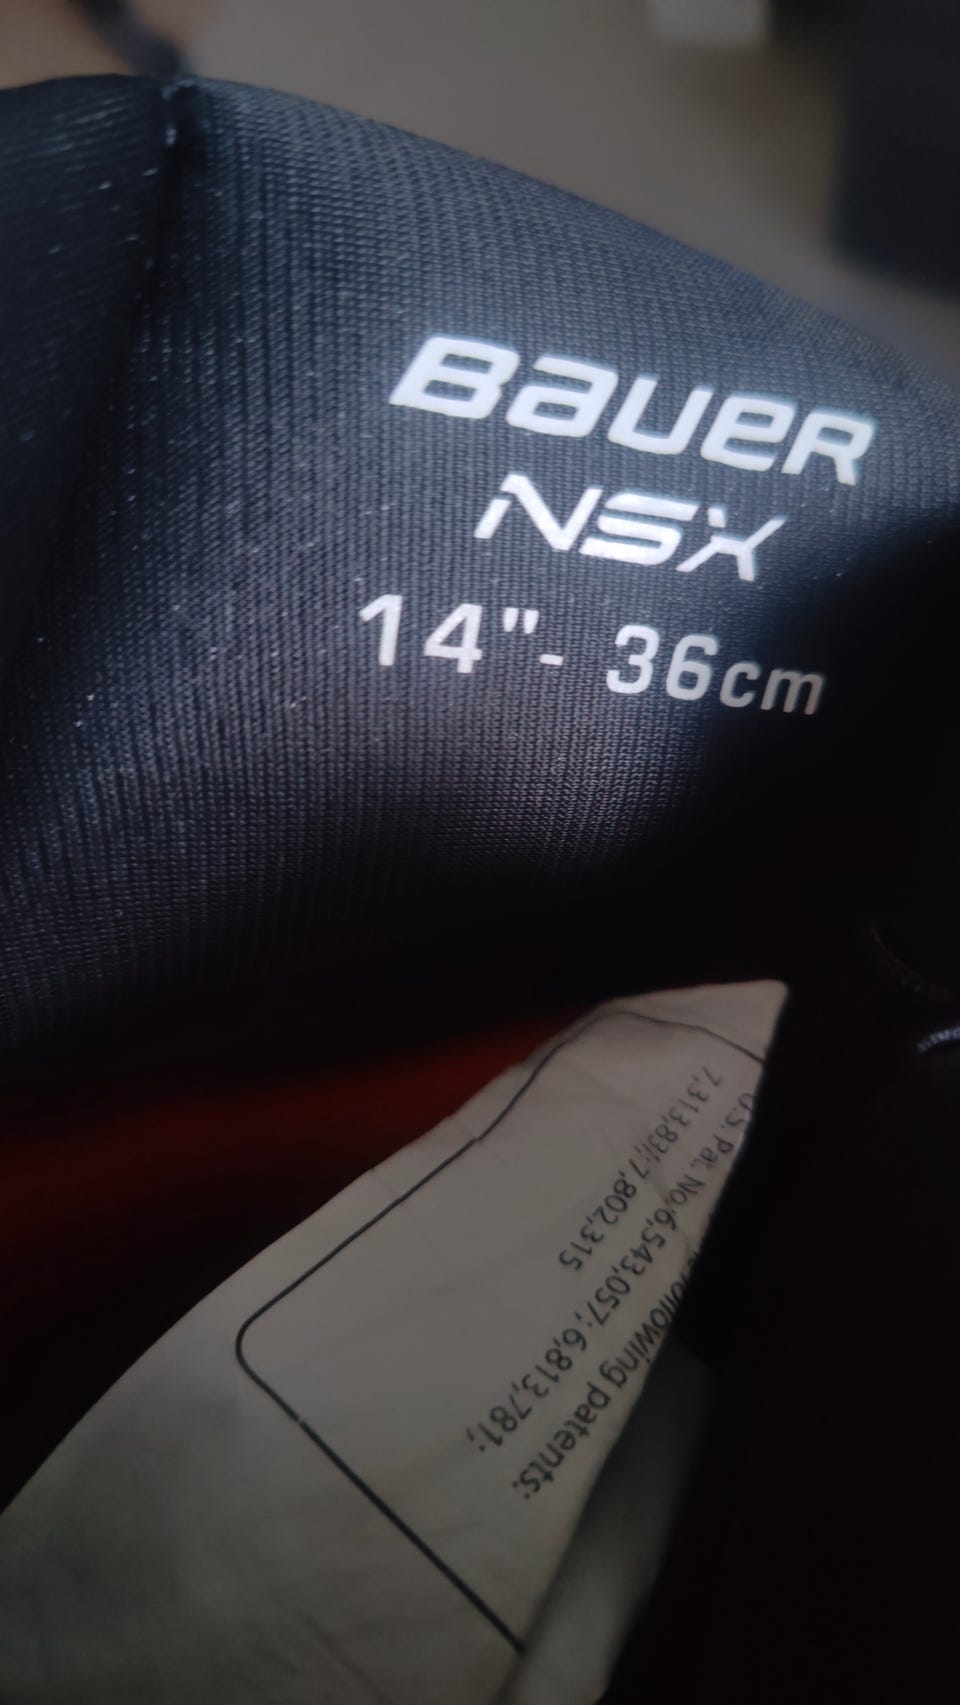 BAUER
NSX
14"- 36cm
following patents:
U.S. Pat. No. 6,543,057; 6,813,781;
7,313,831; 7,802,315